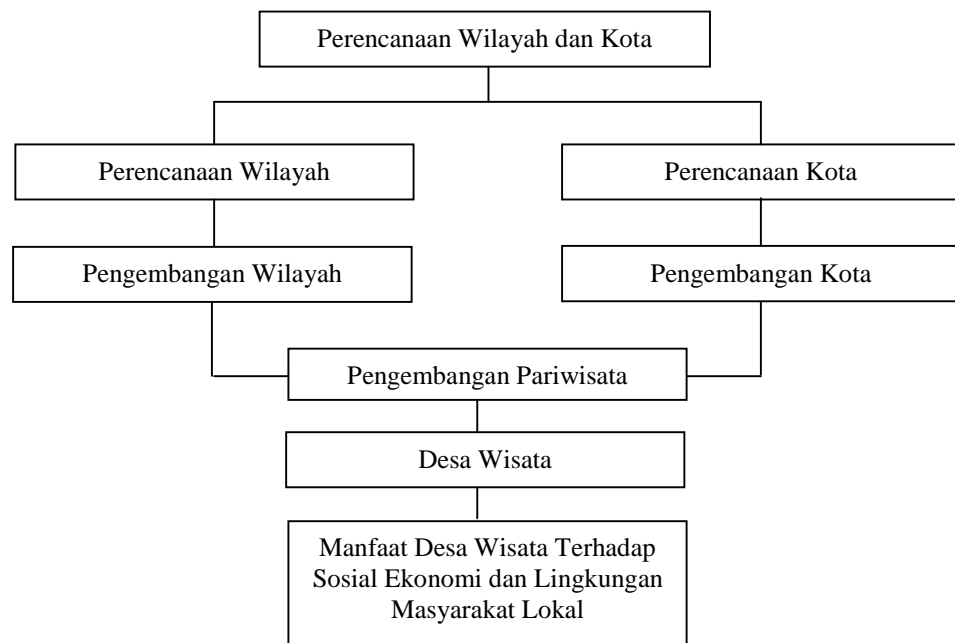 Perencanaan Wilayah dan Kota
Perencanaan Wilayah
Perencanaan Kota
Pengembangan Wilayah
Pengembangan Kota
Pengembangan Pariwisata
Desa Wisata
Manfaat Desa Wisata Terhadap
Sosial Ekonomi dan Lingkungan
Masyarakat Lokal